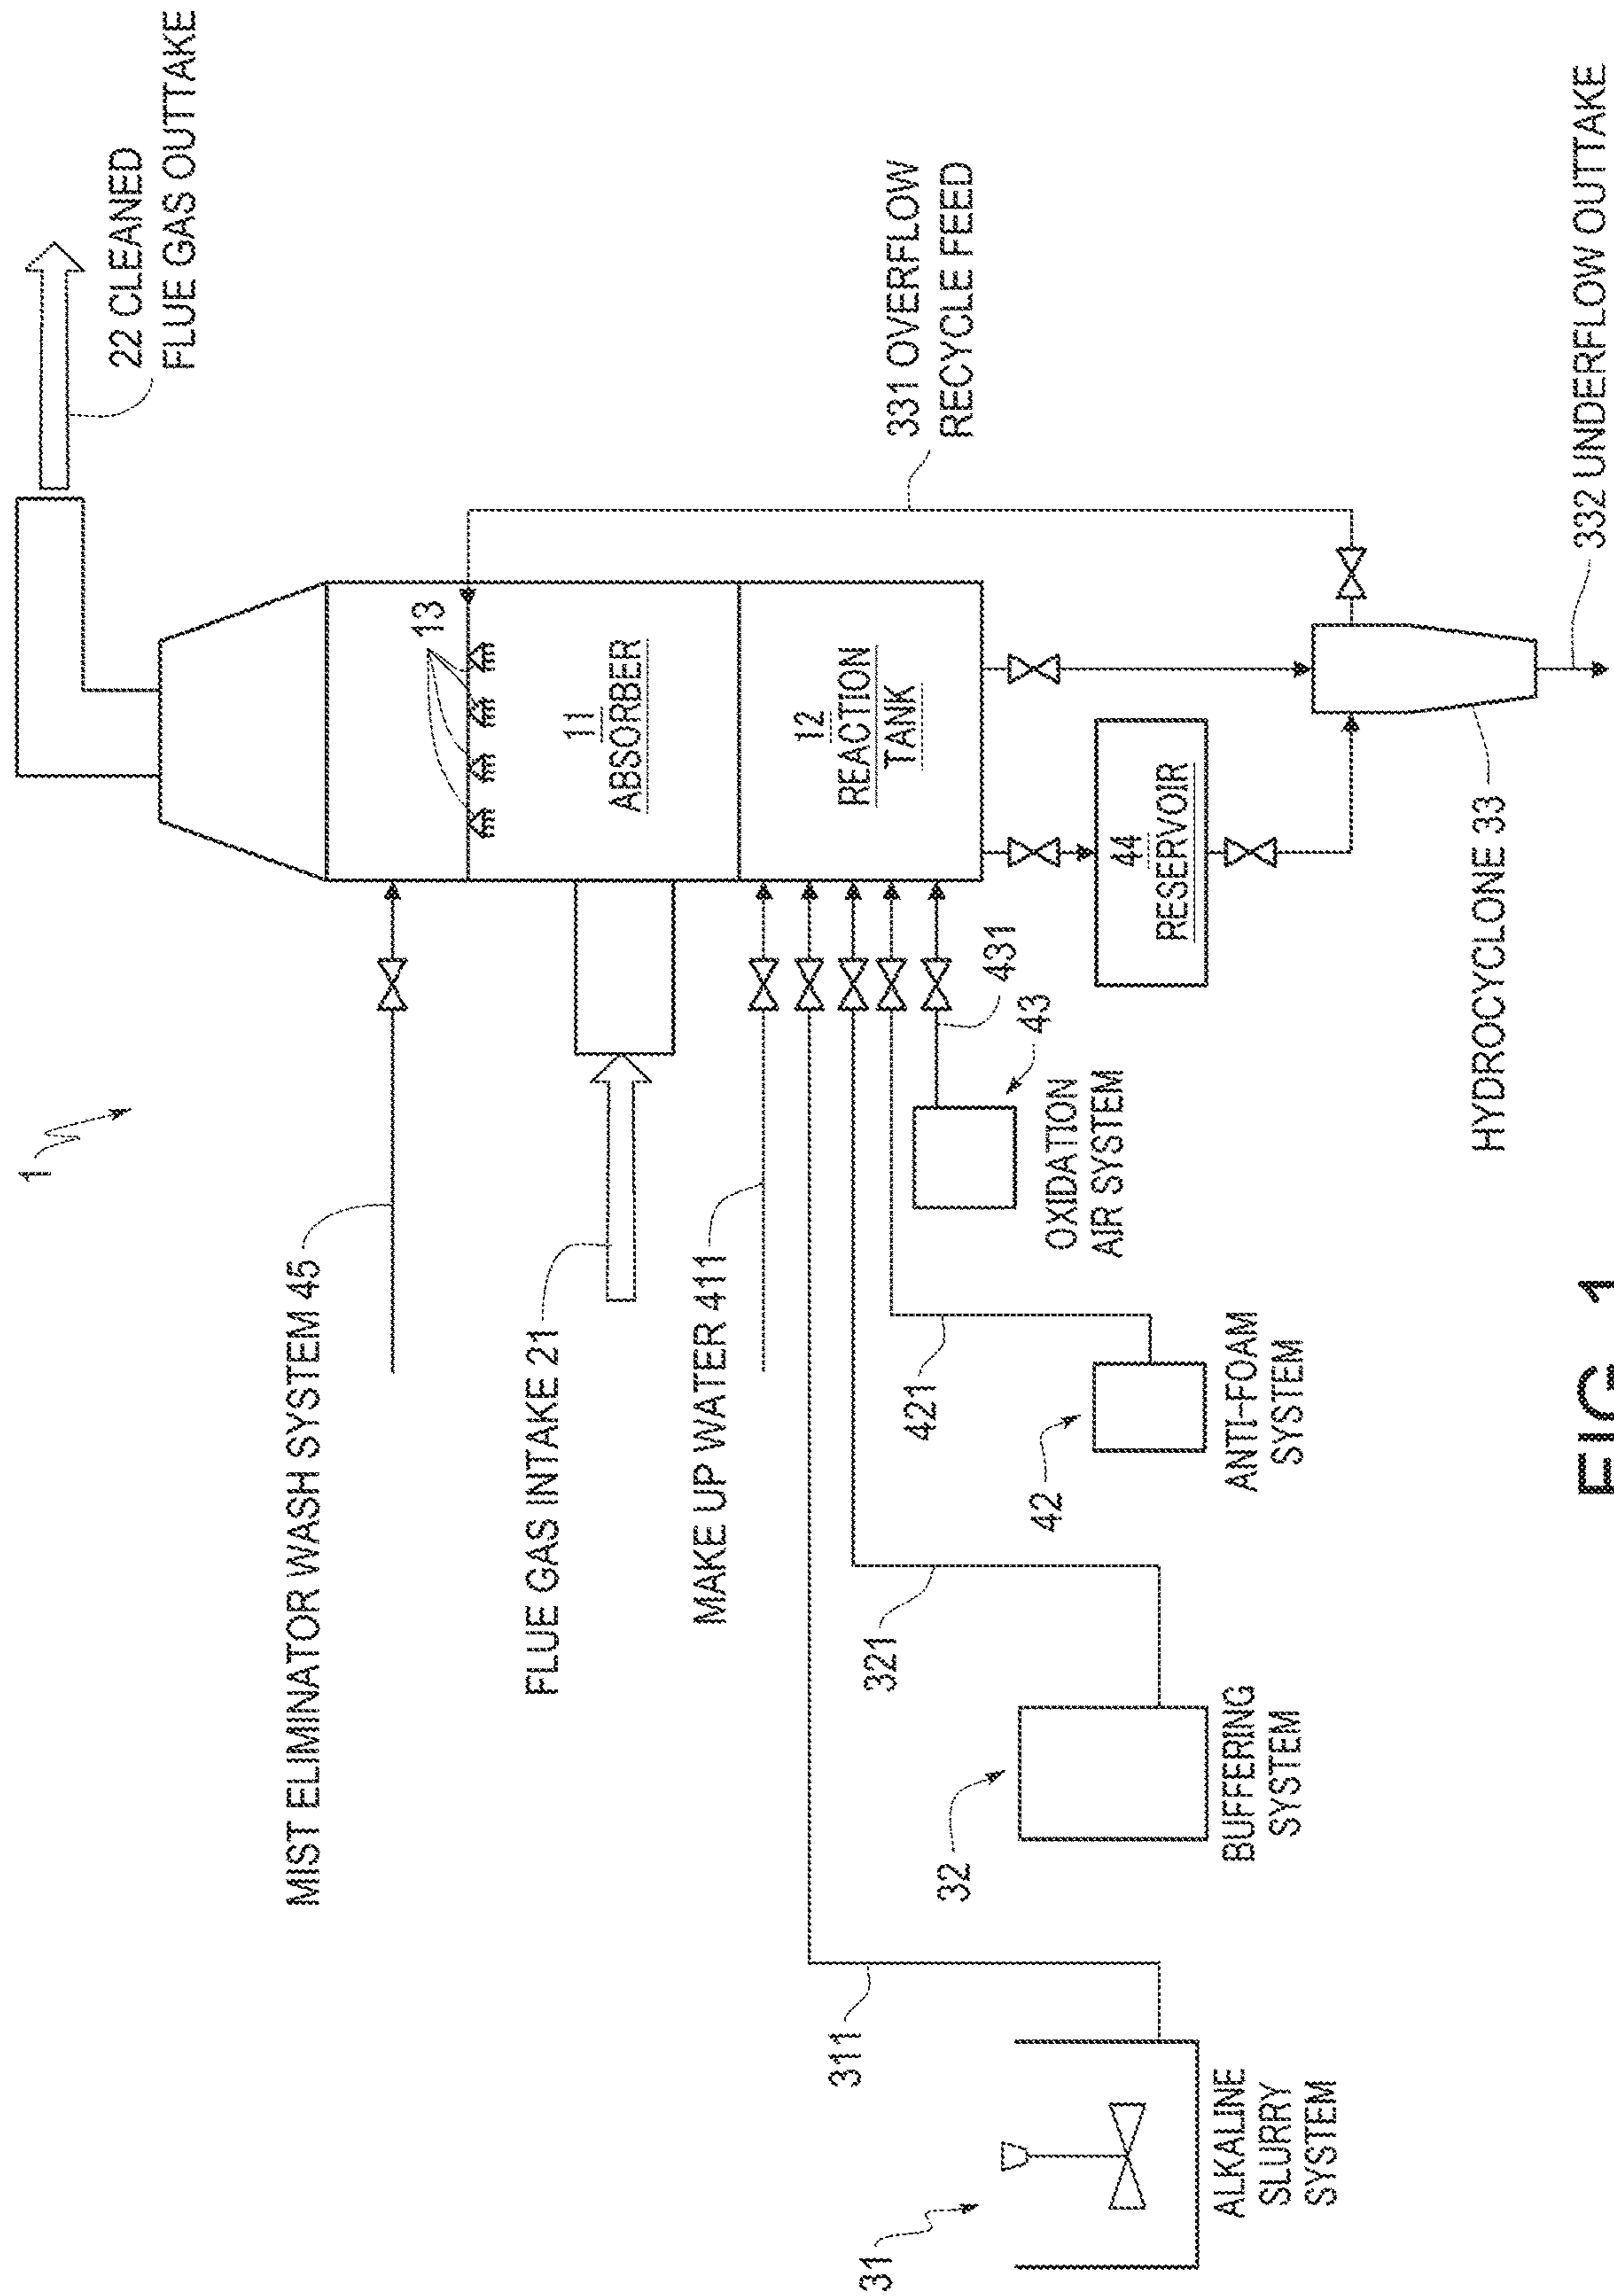 1
22 CLEANED
FLUE GAS OUTTAKE
MIST ELIMINATOR WASH SYSTEM 45
13
FLUE GAS INTAKE 21
11
ABSORBER
331 OVERFLOW
RECYCLE FEED
MAKE UP WATER 411
12
REACTION
TANK
311
321
421
431
43
OXIDATION
AIR SYSTEM
44
RESERVOIR
31
ALKALINE
SLURRY
SYSTEM
32
BUFFERING
SYSTEM
42
ANTI-FOAM
SYSTEM
HYDROCYCLONE 33
332 UNDERFLOW OUTTAKE
FIG. 1